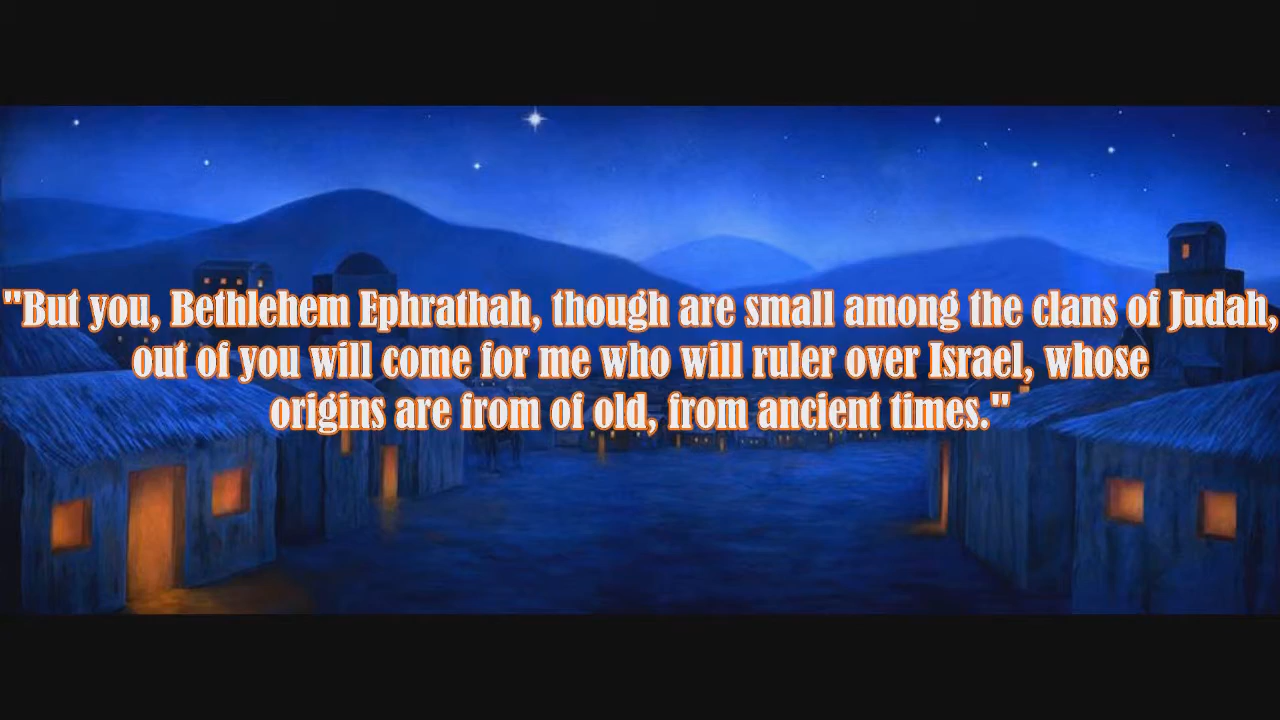 "But you, Bethlehem Ephrathah, though are small among the clans of Judah,
out of you will come for me who will ruler over Israel, whose
origins are from of old, from ancient times."